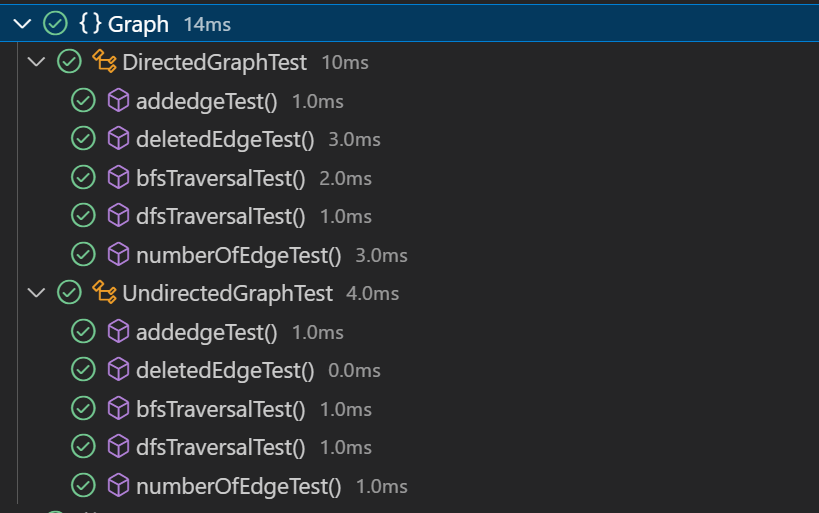 {} Graph 14ms
DirectedGraphTest 10ms
addedgeTest() 1.0ms
deletedEdgeTest() 3.0ms
bfsTraversalTest() 2.0ms
dfsTraversalTest() 1.0ms
numberOfEdgeTest() 3.0ms
UndirectedGraphTest 4.0ms
addedgeTest() 1.0ms
deletedEdgeTest() 0.0ms
bfsTraversalTest() 1.0ms
dfsTraversalTest() 1.0ms
numberOfEdgeTest() 1.0ms